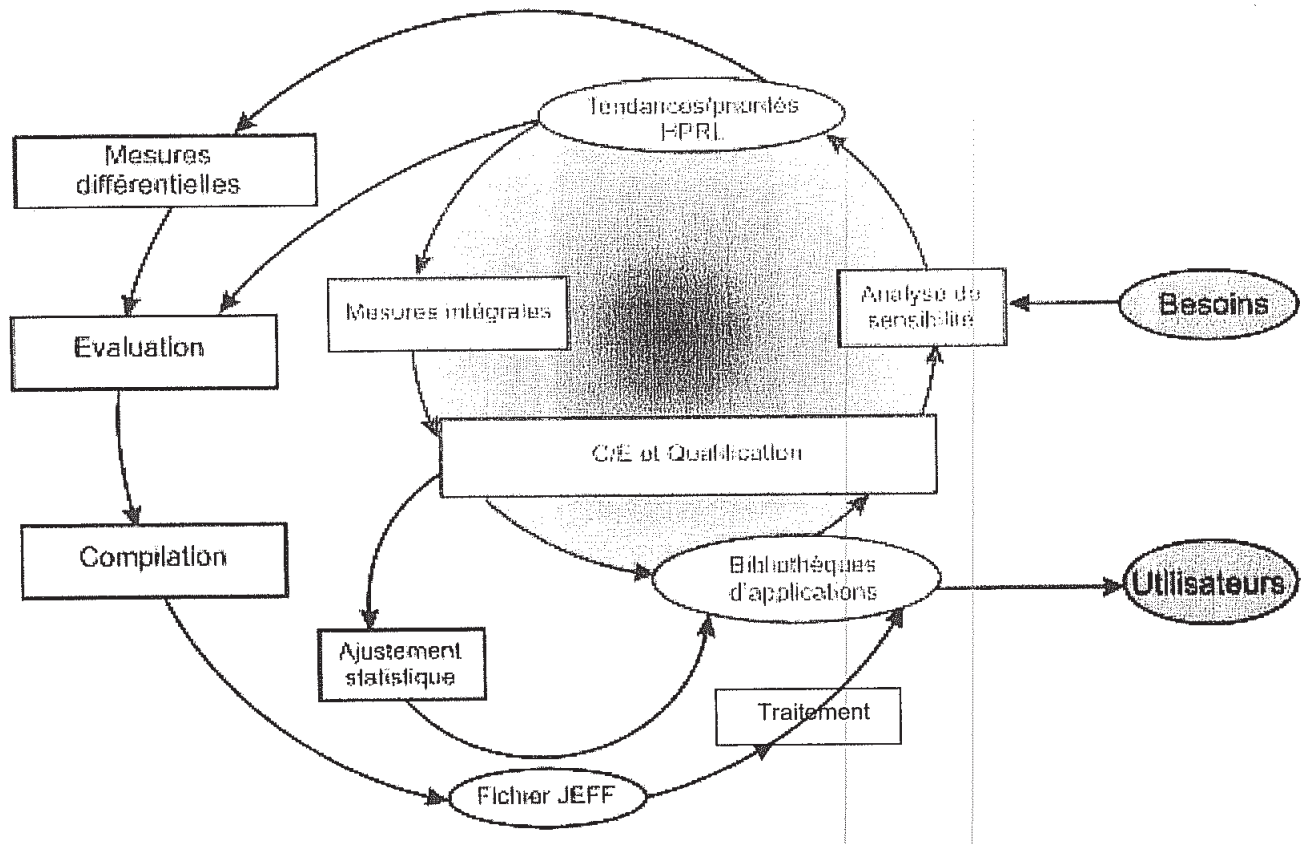 Tendances/priorités
HPRL
Mesures
différentielles
Mesures intégrales
Analyse de
sensibilité
Besoins
Evaluation
C/E et Qualification
Compilation
Bibliothèques
d'applications
Utilisateurs
Ajustement
statistique
Traitement
Fichier JEFF